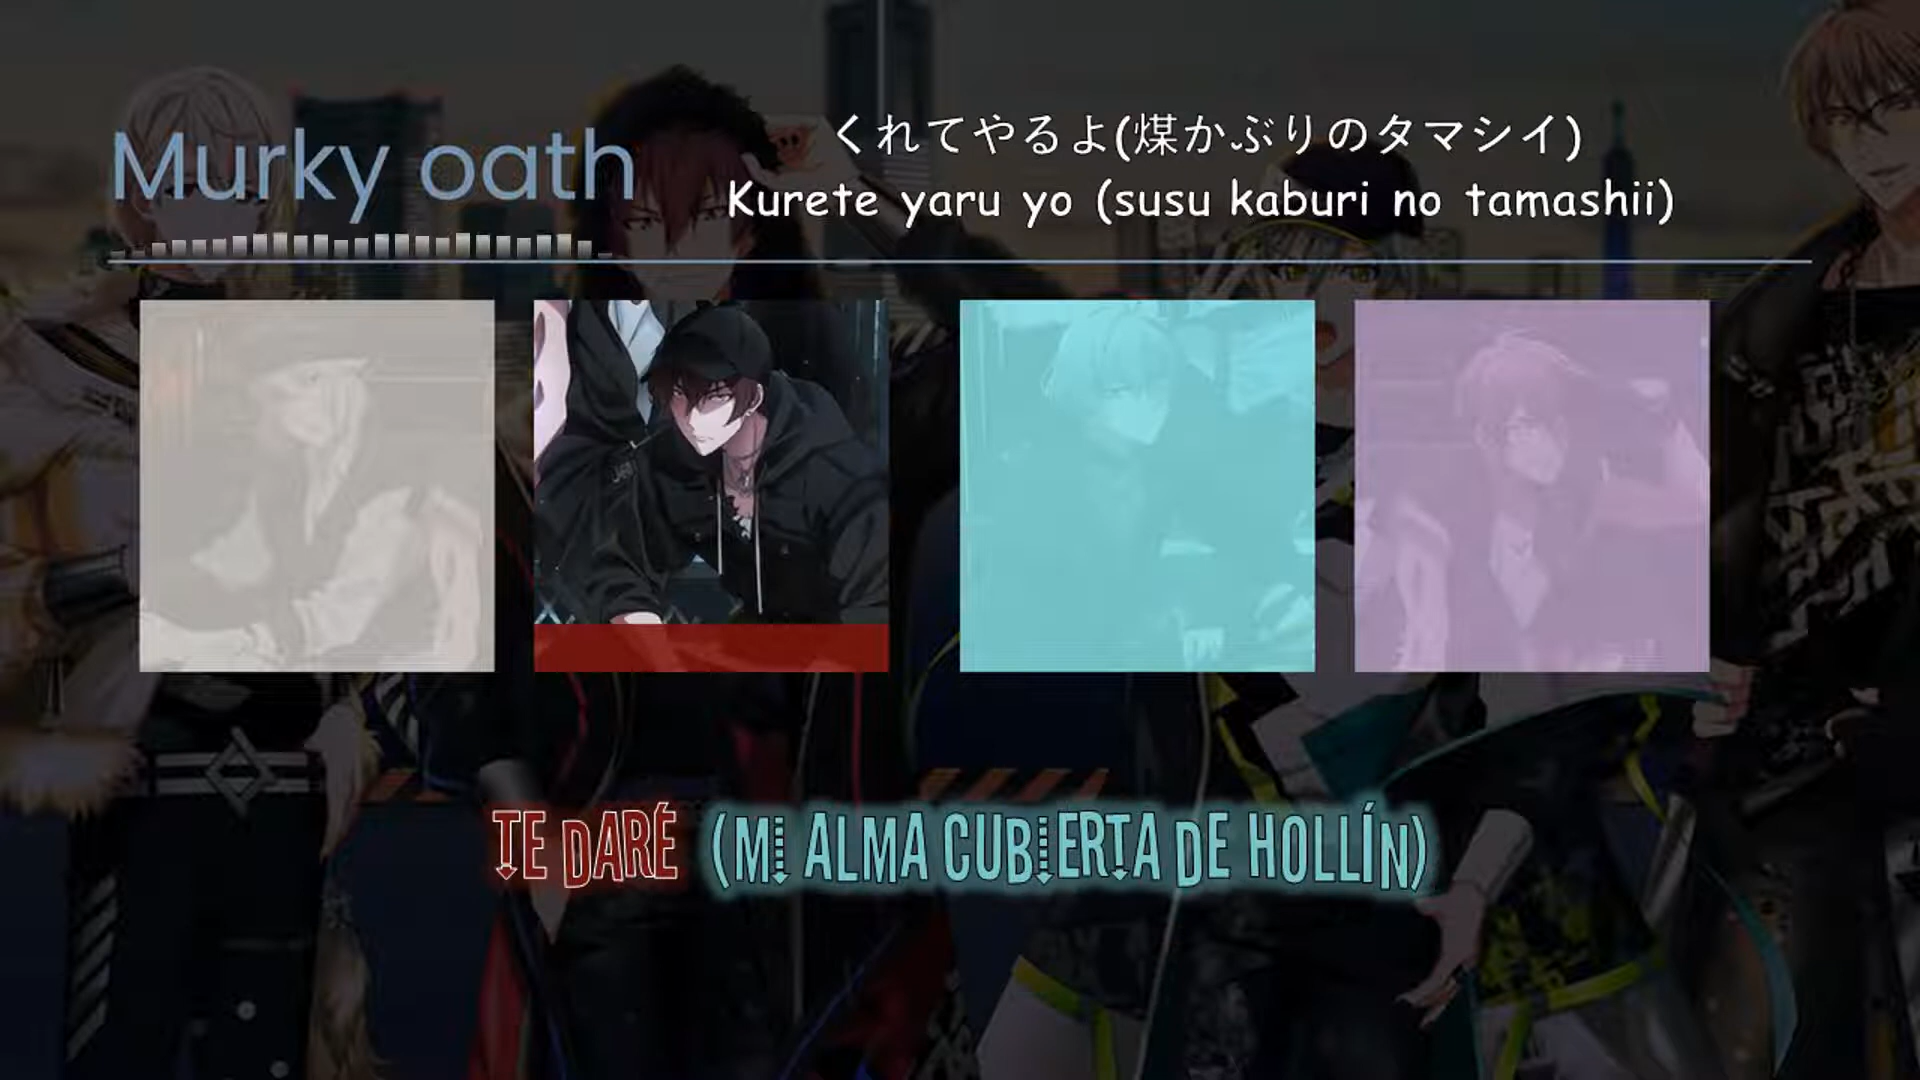 Murky oath
くれてやるよ(煤かぶりのタマシイ)
Kurete yaru yo (susu kaburi no tamashii)
TE DARÉ (MI ALMA CUBIERTA DE HOLLÍN)